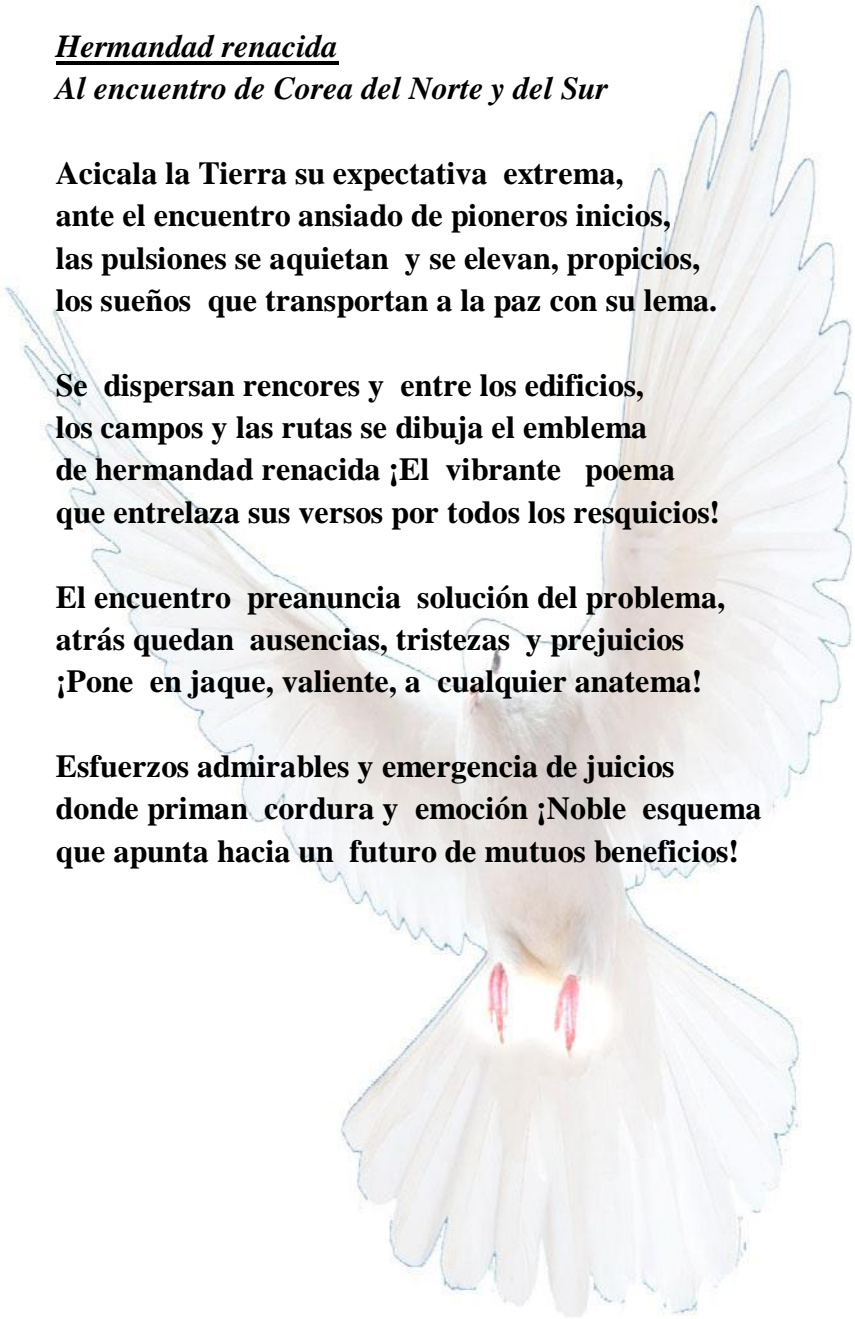 Hermandad renacida
Al encuentro de Corea del Norte y del Sur
Acicala la Tierra su expectativa extrema,
ante el encuentro ansiado de pioneros inicios,
las pulsiones se aquietan y se elevan, propicios,
los sueños que transportan a la paz con su lema.
Se dispersan rencores y entre los edificios,
los campos y las rutas se dibuja el emblema
de hermandad renacida ¡El vibrante poema
que entrelaza sus versos por todos los resquicios!
El encuentro preanuncia solución del problema,
atrás quedan ausencias, tristezas y prejuicios
¡Pone en jaque, valiente, a cualquier anatema!
Esfuerzos admirables y emergencia de juicios
donde priman cordura y emoción ¡Noble esquema
que apunta hacia un futuro de mutuos beneficios!